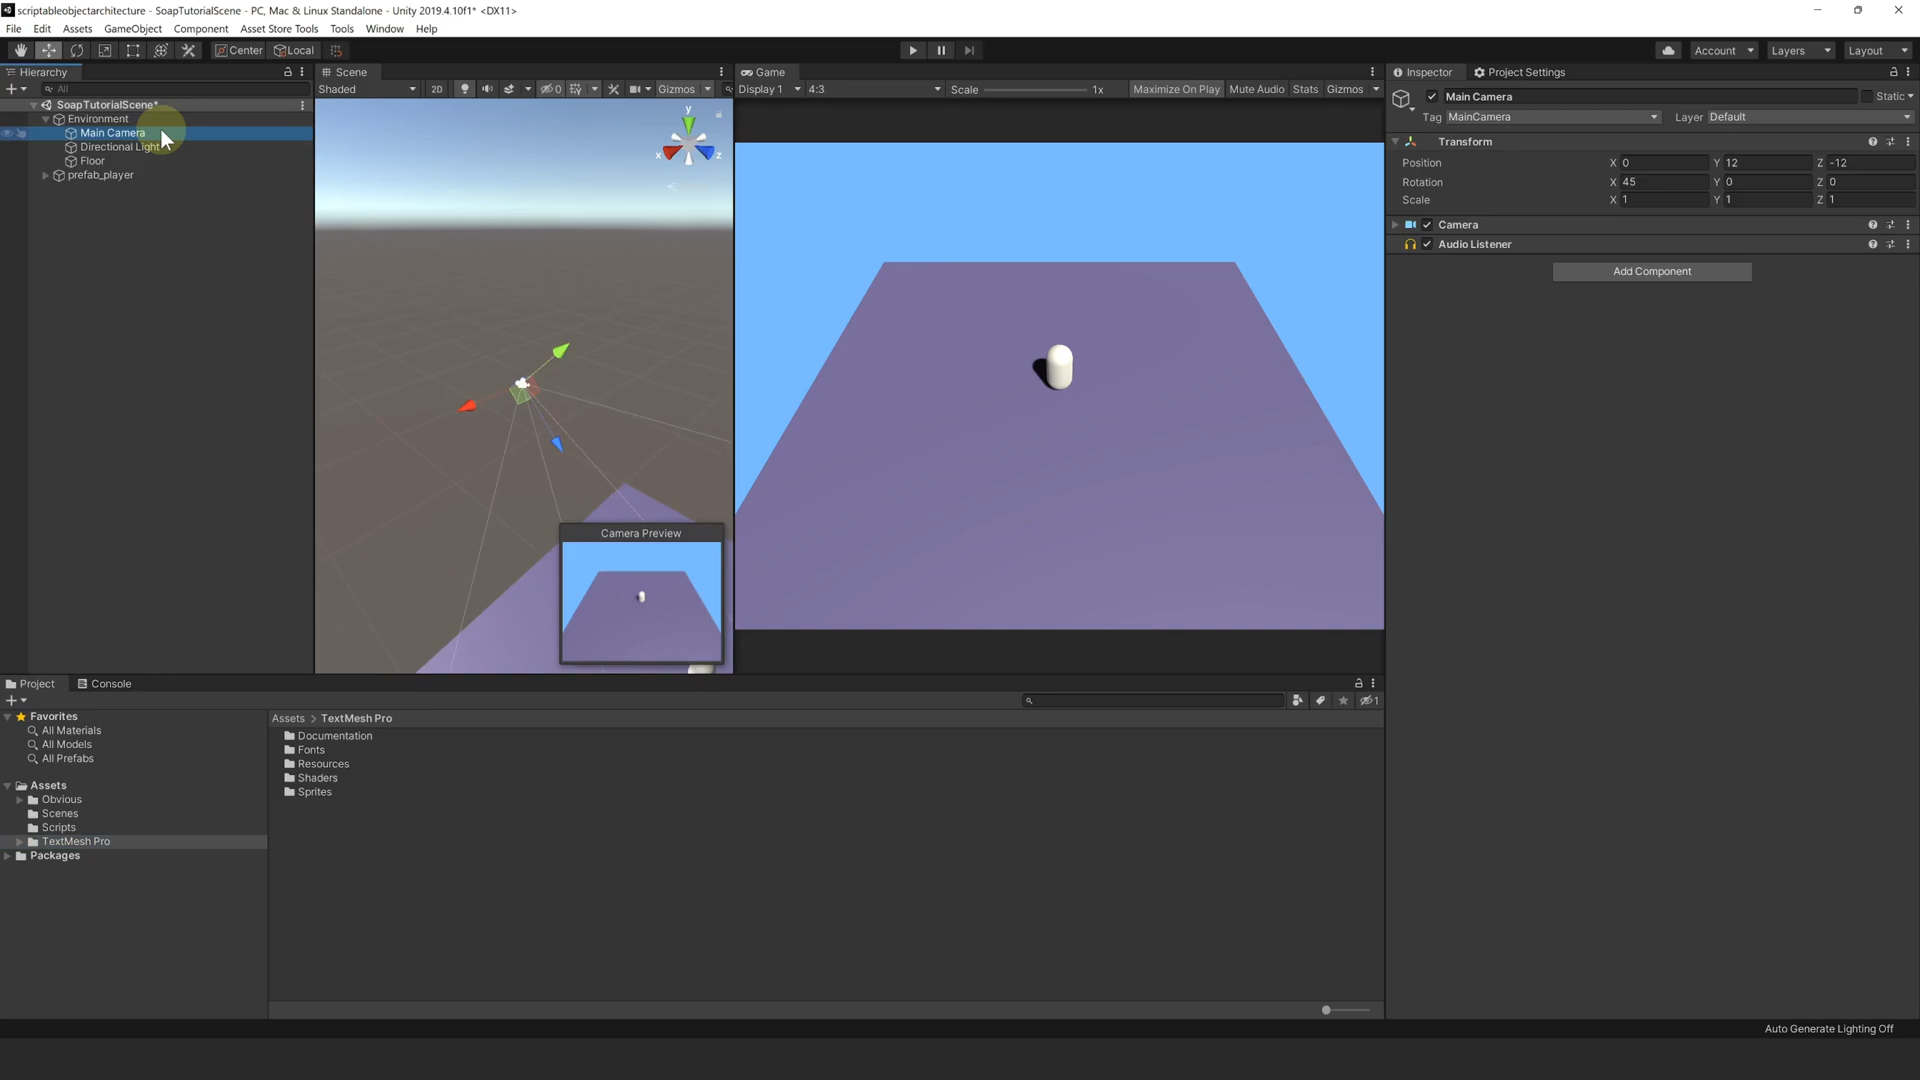 scriptableobjectarchitecture - SoapTutorialScene - PC, Mac & Linux Standalone - Unity 2019.4.10f1* <DX11>
File Edit Assets GameObject Component Asset Store Tools Tools Window Help
Center Local Account Layers Layout
Hierarchy
All
SoapTutorialScene*
Environment
Main Camera
Directional Light
Floor
prefab_player
Scene
Shaded 2D 0 Gizmos
y
x
z
Camera Preview
Game
Display 1 4:3 Scale 1x Maximize On Play Mute Audio Stats Gizmos
Inspector Project Settings
Main Camera Static
Tag MainCamera Layer Default
Transform
Position X 0 Y 12 Z -12
Rotation X 45 Y 0 Z 0
Scale X 1 Y 1 Z 1
Camera
Audio Listener
Add Component
Project Console
1
Favorites
All Materials
All Models
All Prefabs
Assets
Obvious
Scenes
Scripts
TextMesh Pro
Packages
Assets > TextMesh Pro
Documentation
Fonts
Resources
Shaders
Sprites
Auto Generate Lighting Off